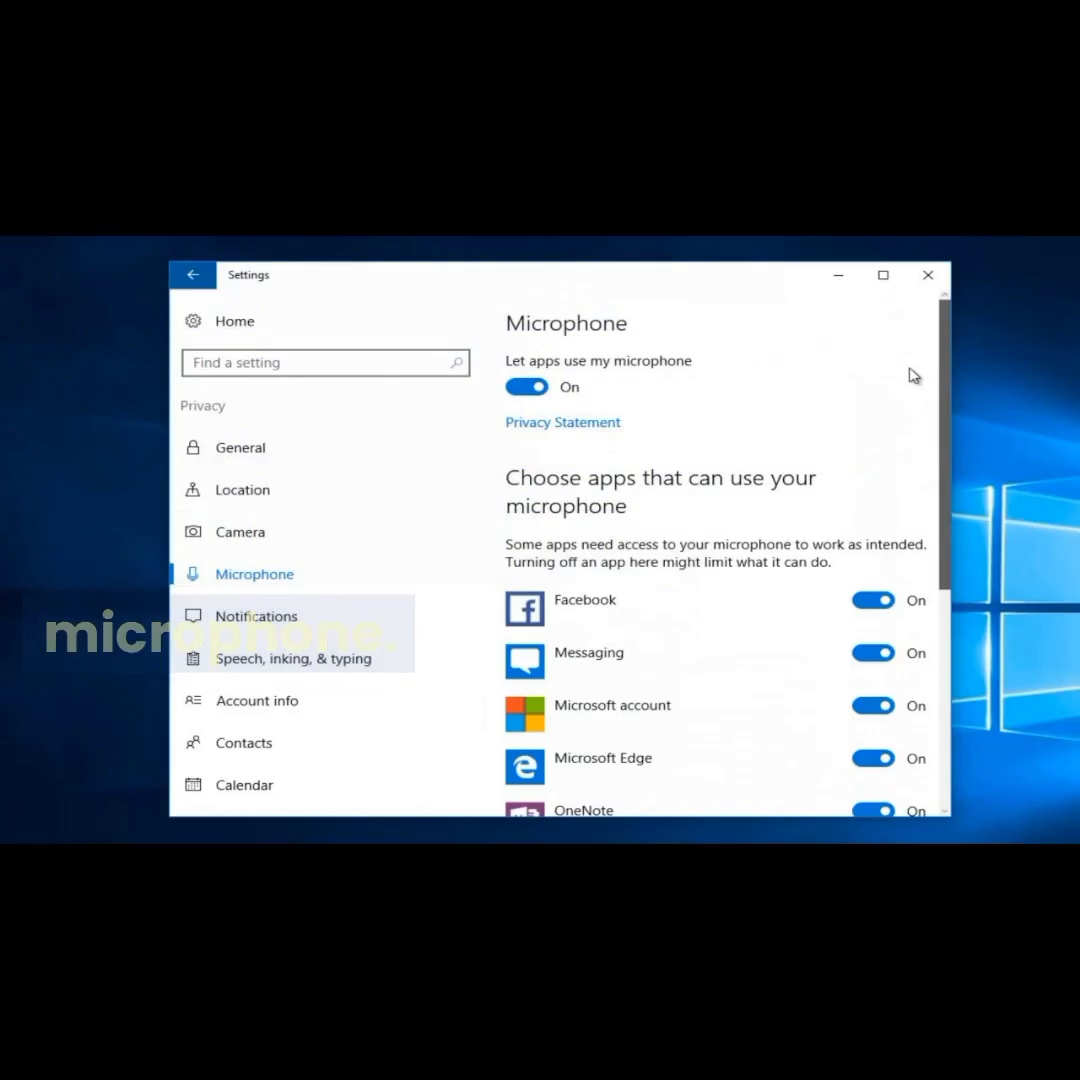 Settings
Home
Find a setting
Privacy
General
Location
Camera
Microphone
Notifications
Speech, inking, & typing
Account info
Contacts
Calendar
microphone.
Microphone
Let apps use my microphone
On
Privacy Statement
Choose apps that can use your
microphone
Some apps need access to your microphone to work as intended.
Turning off an app here might limit what it can do.
Facebook On
Messaging On
Microsoft account On
Microsoft Edge On
OneNote On